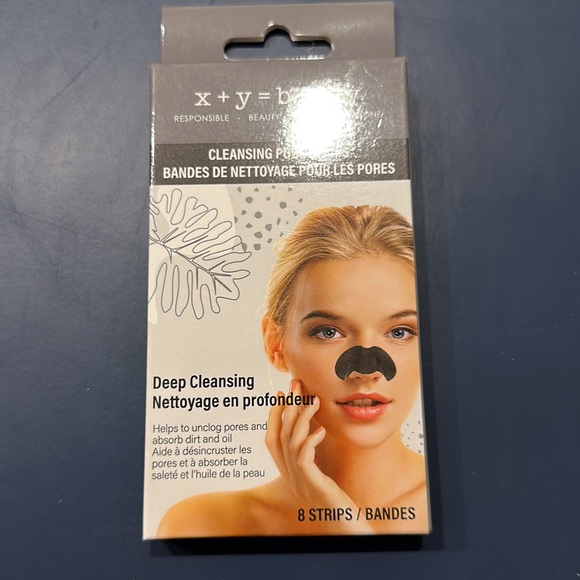 x + y =
RESPONSIBLE · BEAUTY
CLEANSING
BANDES DE NETTOYAGE POUR LES PORES
Deep Cleansing
Nettoyage en profondeur
Helps to unclog pores and
absorb dirt and oil
Aide à désincruster les
pores et à absorber la
saleté et l'huile de la peau
8 STRIPS / BANDES